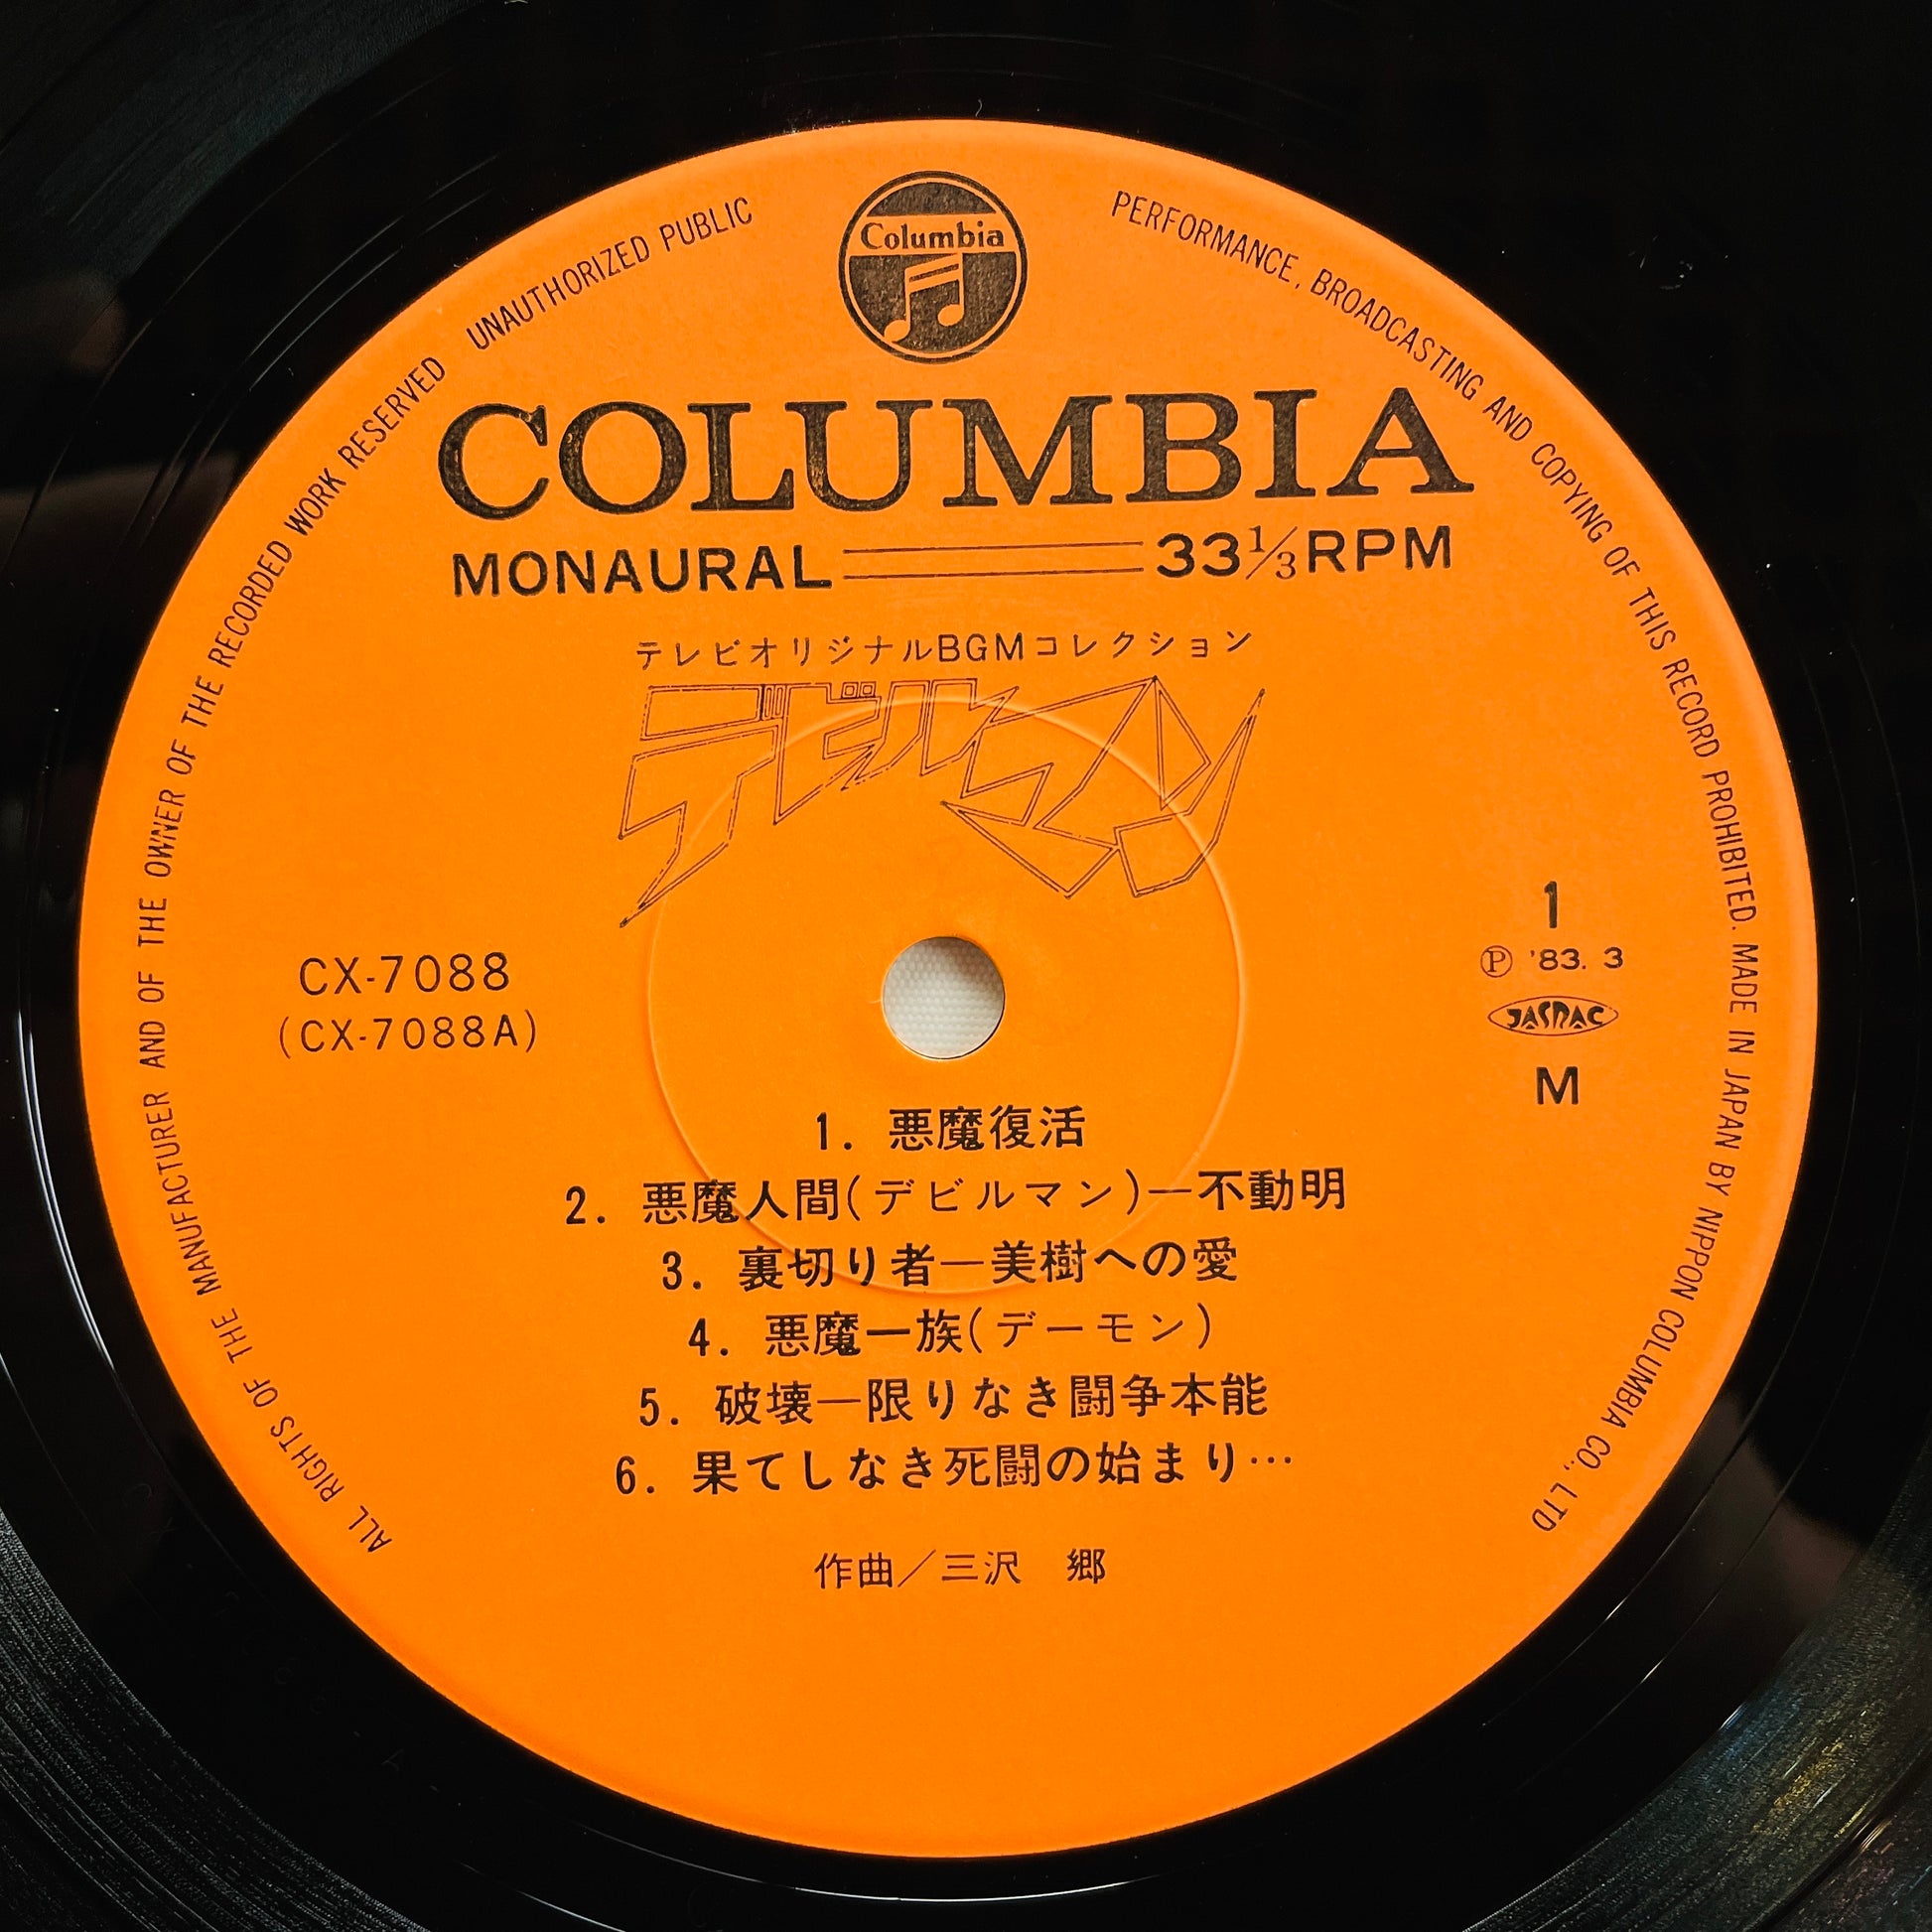 Columbia
COLUMBIA
MONAURAL 33⅓RPM
テレビオリジナルBGMコレクション
デビルマン
CX-7088
(CX-7088A)
1
Ⓟ '83. 3
JASRAC
M
1. 悪魔復活
2. 悪魔人間(デビルマン)—不動明
3. 裏切り者—美樹への愛
4. 悪魔一族(デーモン)
5. 破壊—限りなき闘争本能
6. 果てしなき死闘の始まり…
作曲／三沢　郷
ALL RIGHTS OF THE MANUFACTURER AND OF THE OWNER OF THE RECORDED WORK RESERVED UNAUTHORIZED PUBLIC PERFORMANCE, BROADCASTING AND COPYING OF THIS RECORD PROHIBITED. MADE IN JAPAN BY NIPPON COLUMBIA CO., LTD